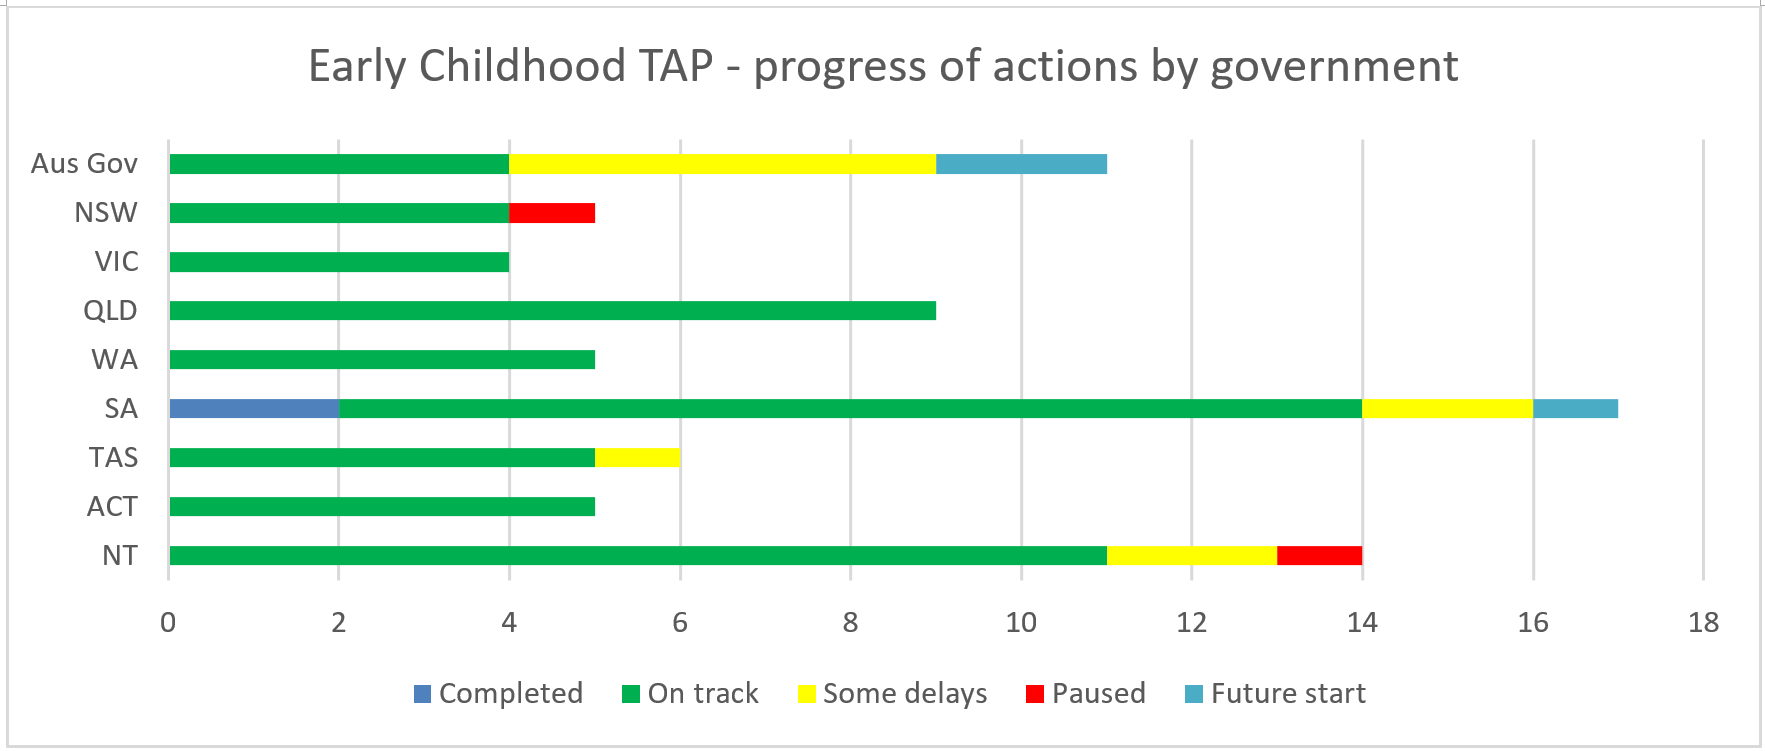 Early Childhood TAP - progress of actions by government
Aus Gov
NSW
VIC
QLD
WA
SA
TAS
ACT
NT
0 2 4 6 8 10 12 14 16 18
Completed On track Some delays Paused Future start